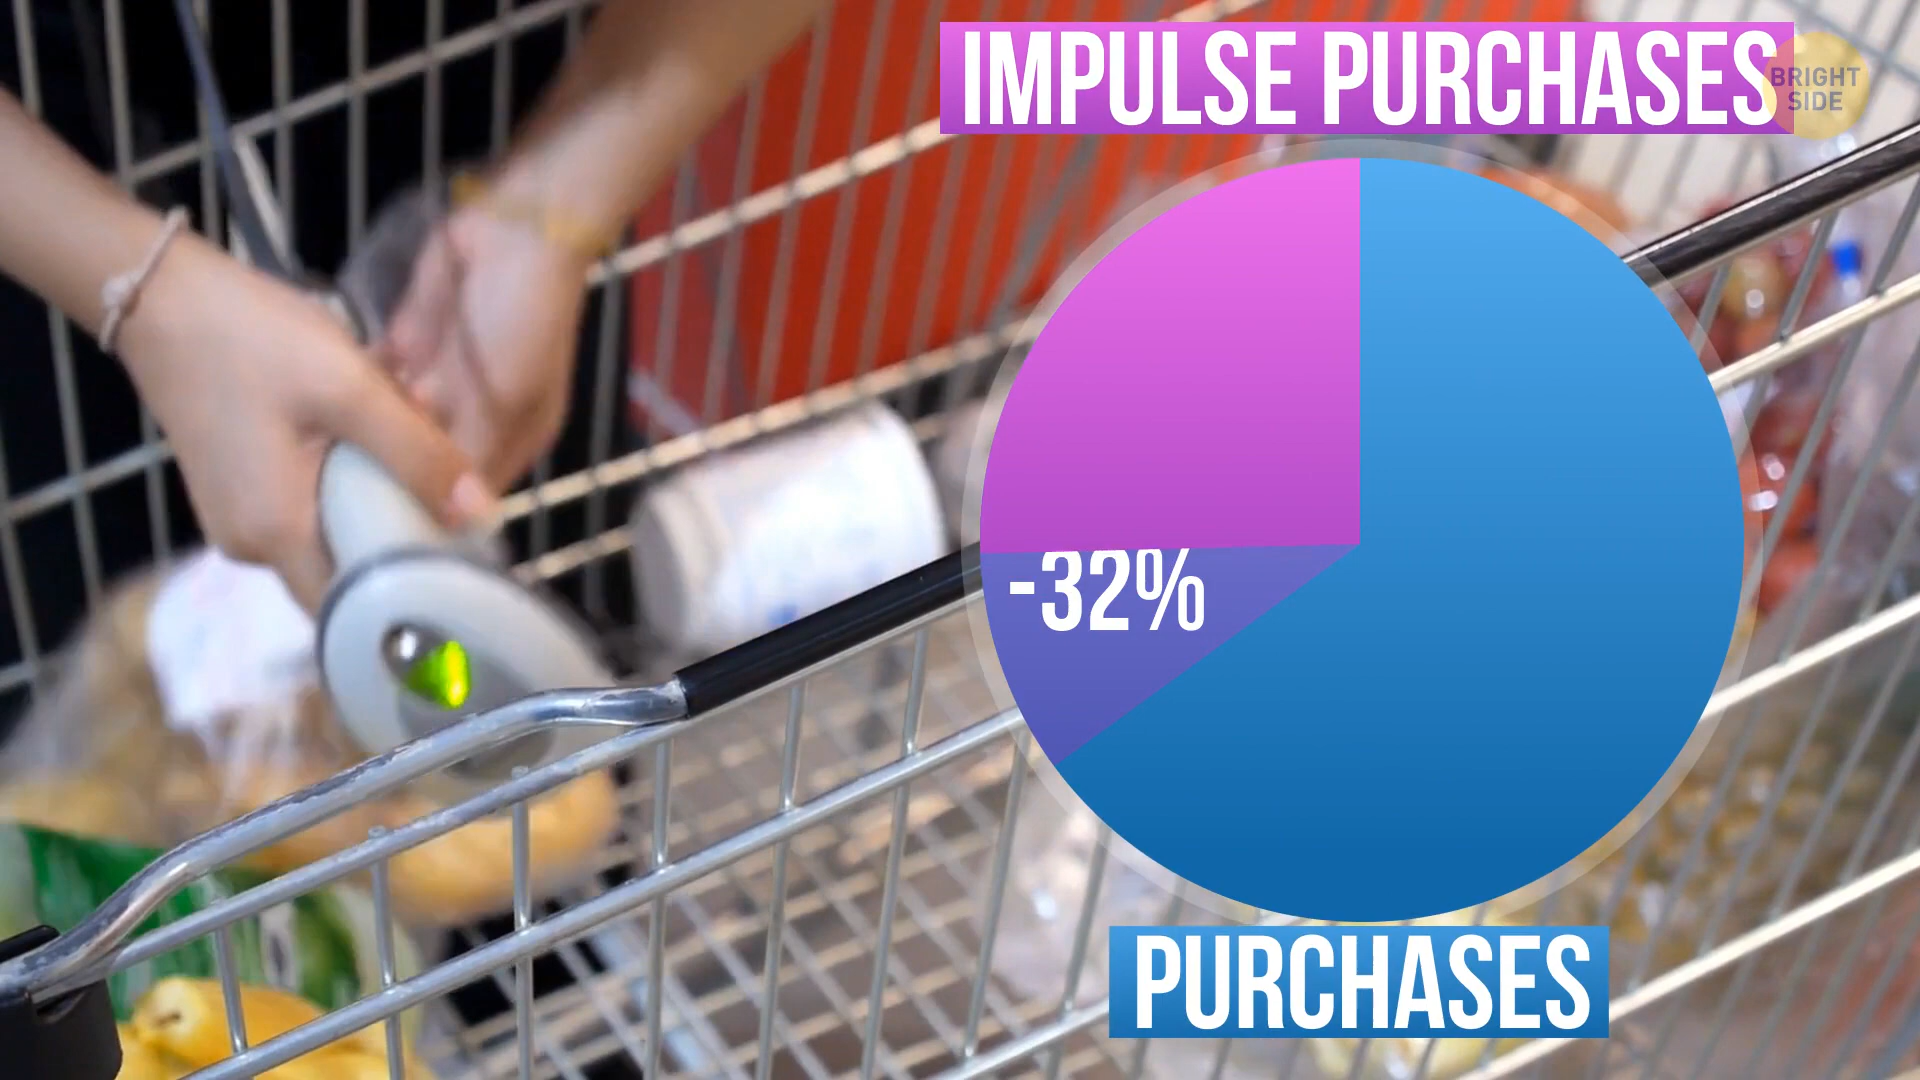 IMPULSE PURCHASES
BRIGHT
SIDE
-32%
PURCHASES